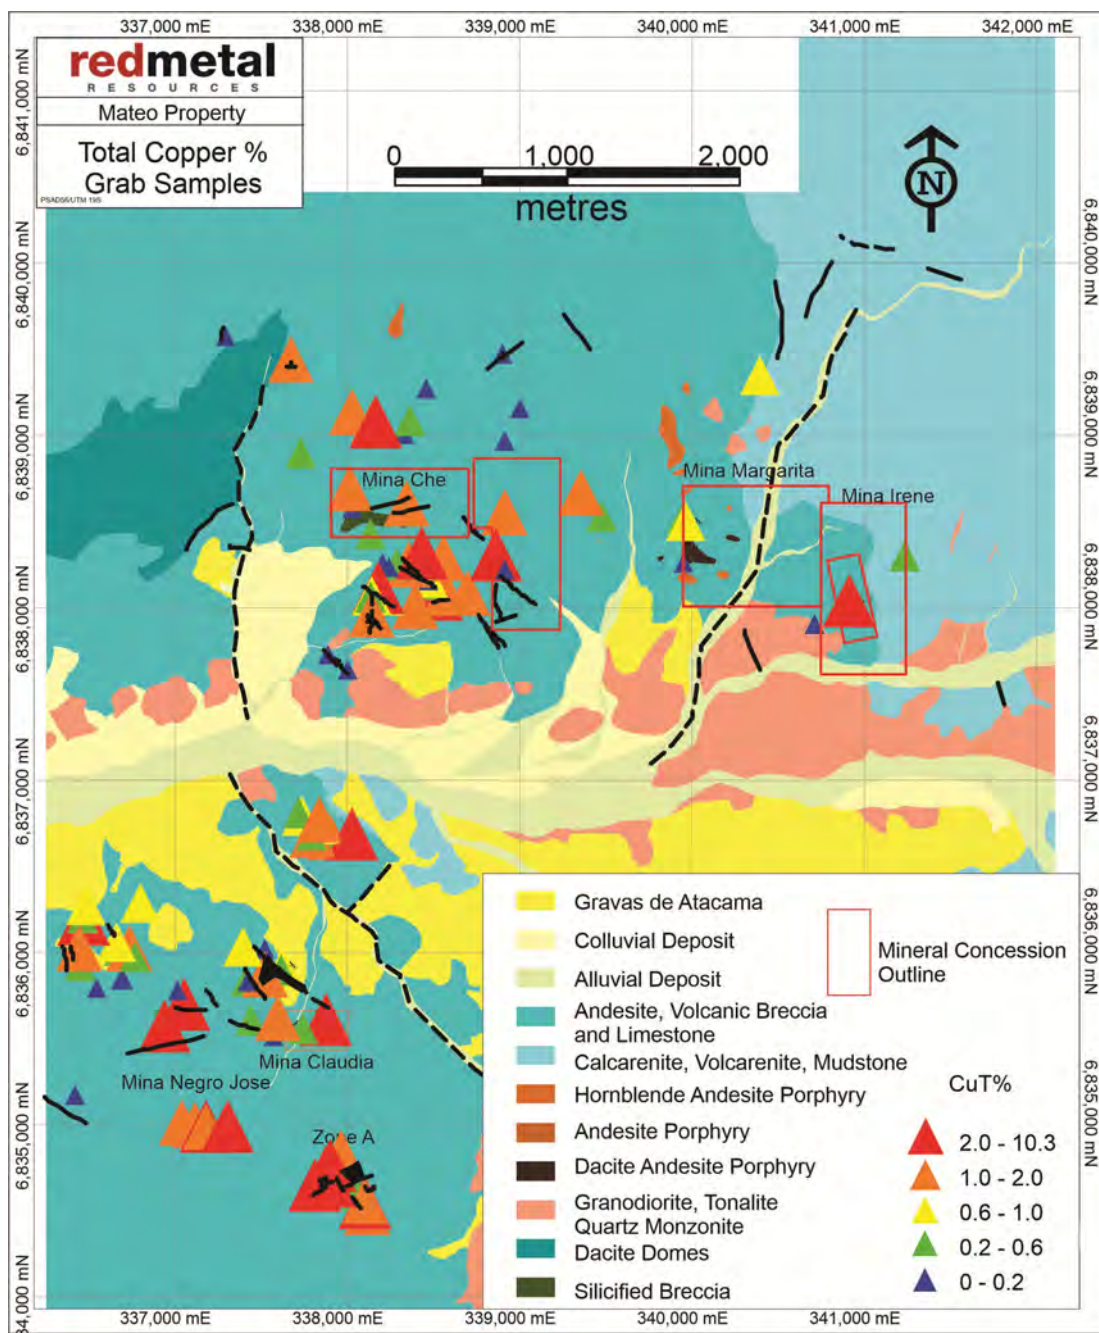 337,000 mE
338,000 mE
339,000 mE
340,000 mE
341,000 mE
342,000 mE
redmetal
RESOURCES
Mateo Property
Total Copper %
Grab Samples
PSAD56/UTM 19S
0
1,000
2,000
metres
N
6,841,000 mN
6,840,000 mN
6,839,000 mN
6,838,000 mN
6,837,000 mN
6,836,000 mN
6,835,000 mN
34,000 mN
6,840,000 mN
6,839,000 mN
6,838,000 mN
6,837,000 mN
6,836,000 mN
6,835,000 mN
Mina Che
Mina Margarita
Mina Irene
Mina Claudia
Mina Negro Jose
Zone A
Gravas de Atacama
Colluvial Deposit
Alluvial Deposit
Andesite, Volcanic Breccia
and Limestone
Calcarenite, Volcarenite, Mudstone
Hornblende Andesite Porphyry
Andesite Porphyry
Dacite Andesite Porphyry
Granodiorite, Tonalite
Quartz Monzonite
Dacite Domes
Silicified Breccia
Mineral Concession
Outline
CuT%
2.0 - 10.3
1.0 - 2.0
0.6 - 1.0
0.2 - 0.6
0 - 0.2
337,000 mE
338,000 mE
339,000 mE
340,000 mE
341,000 mE